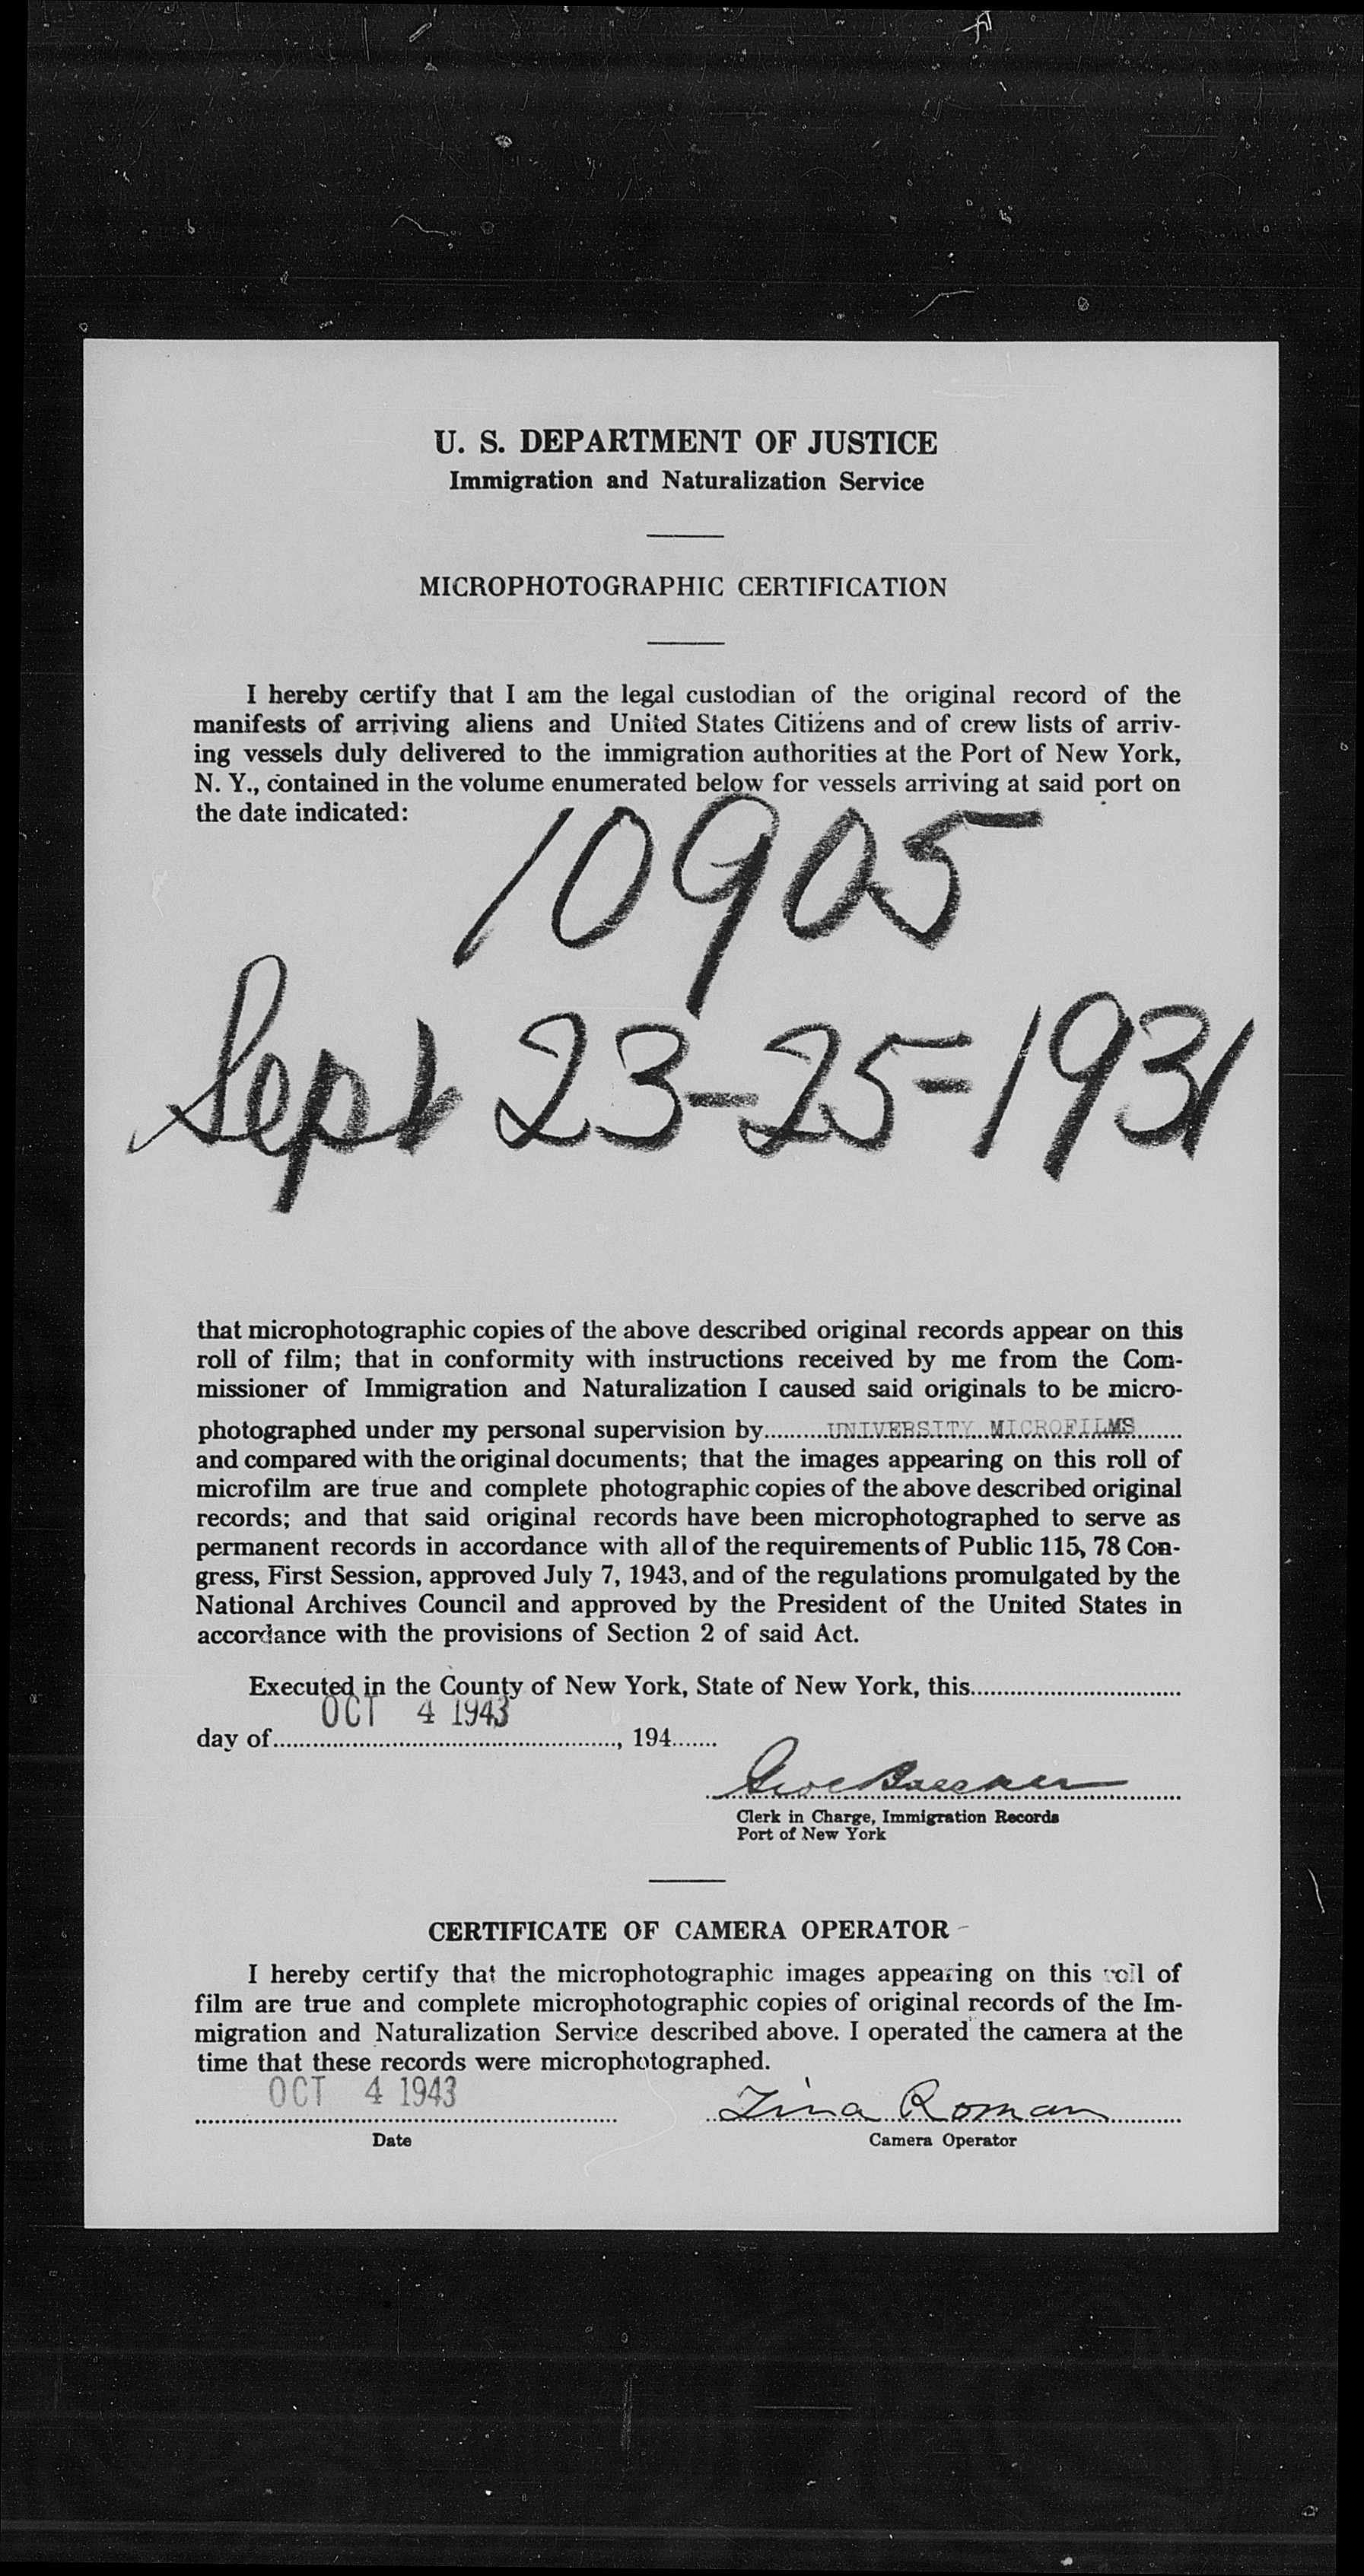 U. S. DEPARTMENT OF JUSTICE
Immigration and Naturalization Service
MICROPHOTOGRAPHIC CERTIFICATION
I hereby certify that I am the legal custodian of the original record of the
manifests of arriving aliens and United States Citizens and of crew lists of arriv-
ing vessels duly delivered to the immigration authorities at the Port of New York,
N. Y., contained in the volume enumerated below for vessels arriving at said port on
the date indicated:
10905
Sept 23-25=1931
that microphotographic copies of the above described original records appear on this
roll of film; that in conformity with instructions received by me from the Com-
missioner of Immigration and Naturalization I caused said originals to be micro-
photographed under my personal supervision by UNIVERSITY MICROFILMS
and compared with the original documents; that the images appearing on this roll of
microfilm are true and complete photographic copies of the above described original
records; and that said original records have been microphotographed to serve as
permanent records in accordance with all of the requirements of Public 115, 78 Con-
gress, First Session, approved July 7, 1943, and of the regulations promulgated by the
National Archives Council and approved by the President of the United States in
accordance with the provisions of Section 2 of said Act.
Executed in the County of New York, State of New York, this
OCT 4 1943
day of , 194
Clerk in Charge, Immigration Records
Port of New York
CERTIFICATE OF CAMERA OPERATOR
I hereby certify that the microphotographic images appearing on this roll of
film are true and complete microphotographic copies of original records of the Im-
migration and Naturalization Service described above. I operated the camera at the
time that these records were microphotographed.
OCT 4 1943
Tina Roman
Date
Camera Operator